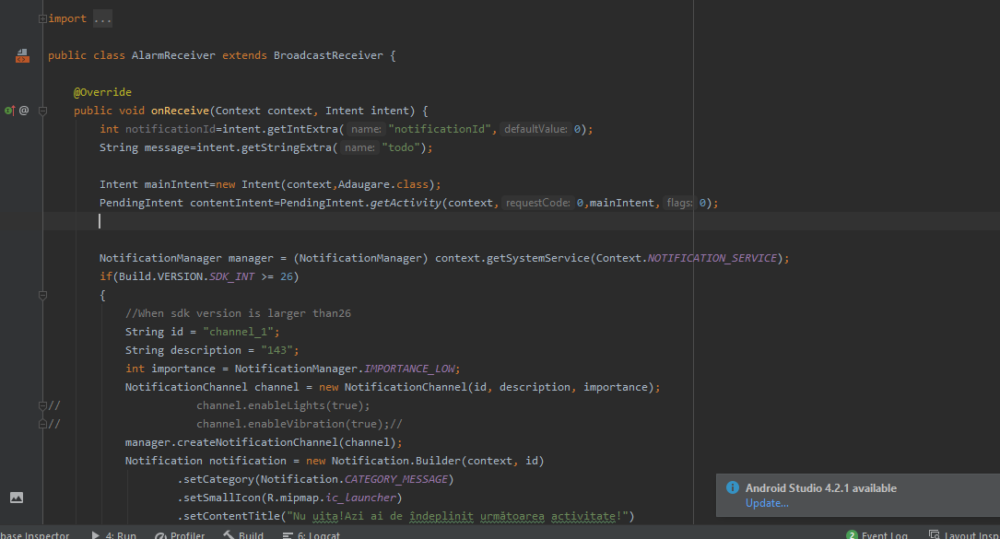 import ...
public class AlarmReceiver extends BroadcastReceiver {
@Override
public void onReceive(Context context, Intent intent) {
int notificationId=intent.getIntExtra( name: "notificationId", defaultValue: 0);
String message=intent.getStringExtra( name: "todo");
Intent mainIntent=new Intent(context,Adaugare.class);
PendingIntent contentIntent=PendingIntent.getActivity(context, requestCode: 0,mainIntent, flags: 0);
NotificationManager manager = (NotificationManager) context.getSystemService(Context.NOTIFICATION_SERVICE);
if(Build.VERSION.SDK_INT >= 26)
{
//When sdk version is larger than26
String id = "channel_1";
String description = "143";
int importance = NotificationManager.IMPORTANCE_LOW;
NotificationChannel channel = new NotificationChannel(id, description, importance);
// channel.enableLights(true);
// channel.enableVibration(true);//
manager.createNotificationChannel(channel);
Notification notification = new Notification.Builder(context, id)
.setCategory(Notification.CATEGORY_MESSAGE)
.setSmallIcon(R.mipmap.ic_launcher)
.setContentTitle("Nu uita!Azi ai de îndeplinit următoarea activitate!")
Android Studio 4.2.1 available
Update...
base Inspector 4: Run Profiler Build 6: Logcat 2 Event Log Layout Insp